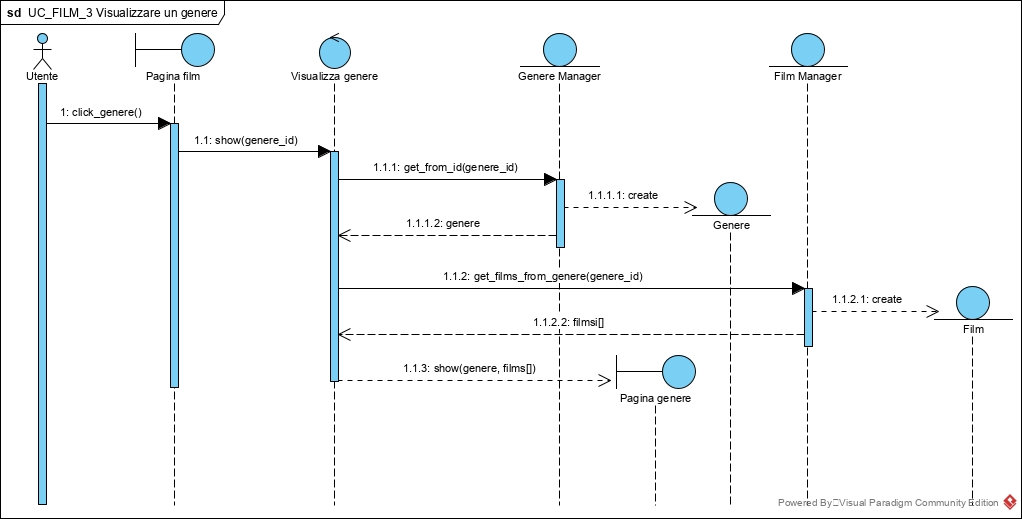 sd UC_FILM_3 Visualizzare un genere
Utente
Pagina film
Visualizza genere
Genere Manager
Film Manager
1: click_genere()
1.1: show(genere_id)
1.1.1: get_from_id(genere_id)
1.1.1.1: create
Genere
1.1.1.2: genere
1.1.2: get_films_from_genere(genere_id)
1.1.2.1: create
Film
1.1.2.2: filmsi[]
1.1.3: show(genere, films[])
Pagina genere
Powered By Visual Paradigm Community Edition